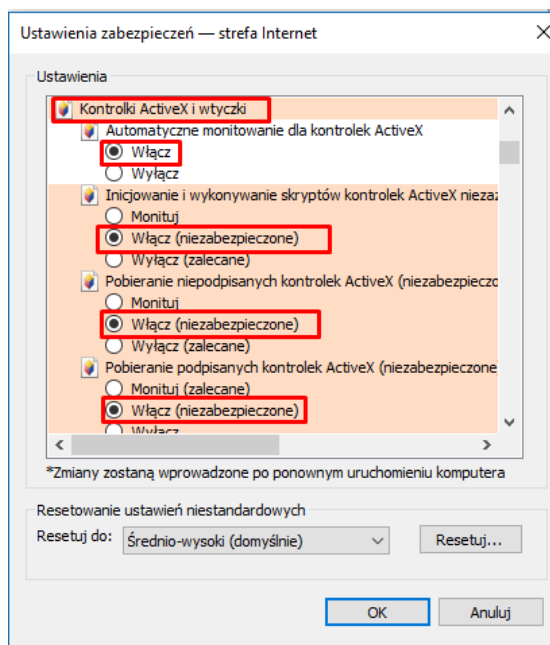 Ustawienia zabezpieczeń — strefa Internet
Ustawienia
Kontrolki ActiveX i wtyczki
Automatyczne monitowanie dla kontrolek ActiveX
Włącz
Wyłącz
Inicjowanie i wykonywanie skryptów kontrolek ActiveX
Monituj
Włącz (niezabezpieczone)
Wyłącz (zalecane)
Pobieranie niepodpisanych kontrolek ActiveX
Monituj
Włącz (niezabezpieczone)
Wyłącz (zalecane)
Pobieranie podpisanych kontrolek ActiveX (niezabezpieczone
Monituj (zalecane)
Włącz (niezabezpieczone)
Wyłącz
*Zmiany zostaną wprowadzone po ponownym uruchomieniu komputera
Resetowanie ustawień niestandardowych
Resetuj do:
Średnio-wysoki (domyślnie)
Resetuj...
OK
Anuluj